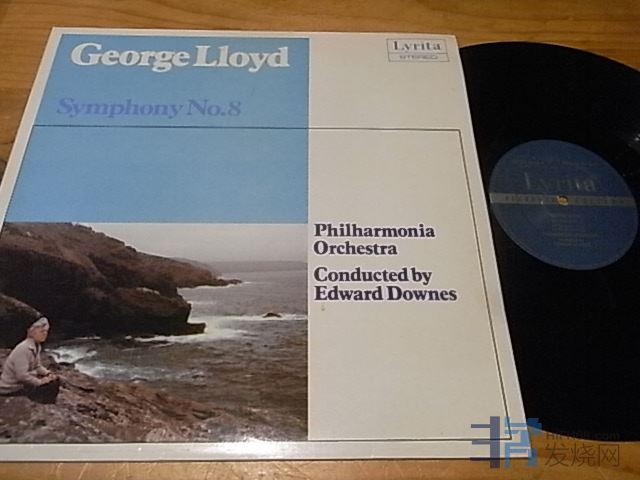 George Lloyd
Lyrita
STEREO
Symphony No.8
Philharmonia
Orchestra
Conducted by
Edward Downes
Lyrita
发烧网